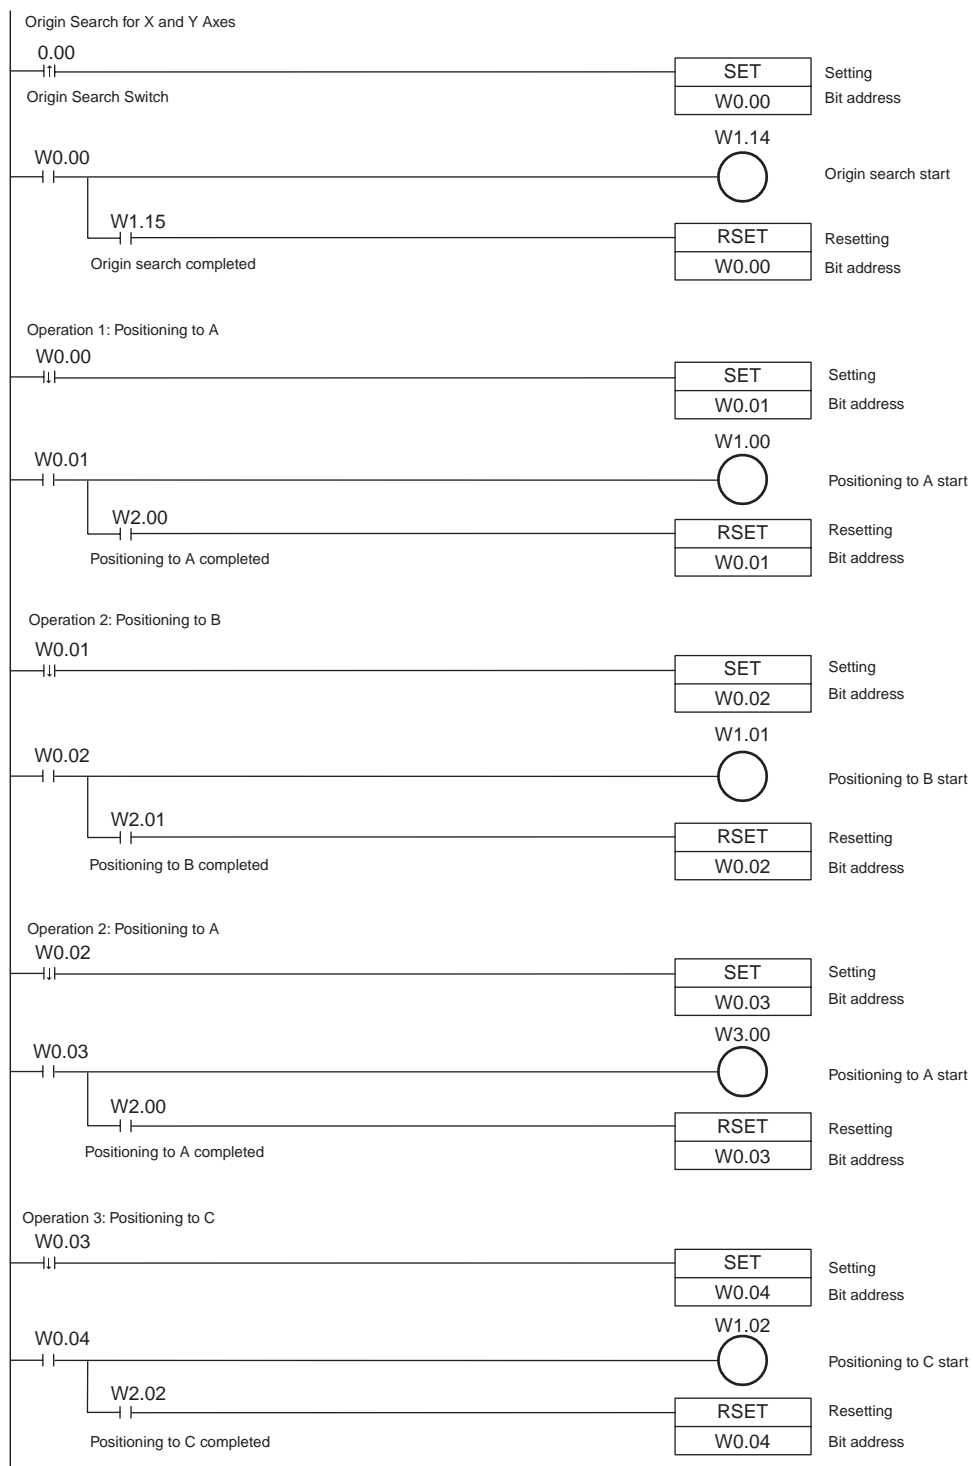 Origin Search for X and Y Axes
0.00
SET
Setting
Origin Search Switch
W0.00
Bit address
W1.14
W0.00
Origin search start
W1.15
RSET
Resetting
Origin search completed
W0.00
Bit address
Operation 1: Positioning to A
W0.00
SET
Setting
W0.01
Bit address
W1.00
W0.01
Positioning to A start
W2.00
RSET
Resetting
Positioning to A completed
W0.01
Bit address
Operation 2: Positioning to B
W0.01
SET
Setting
W0.02
Bit address
W1.01
W0.02
Positioning to B start
W2.01
RSET
Resetting
Positioning to B completed
W0.02
Bit address
Operation 2: Positioning to A
W0.02
SET
Setting
W0.03
Bit address
W3.00
W0.03
Positioning to A start
W2.00
RSET
Resetting
Positioning to A completed
W0.03
Bit address
Operation 3: Positioning to C
W0.03
SET
Setting
W0.04
Bit address
W1.02
W0.04
Positioning to C start
W2.02
RSET
Resetting
Positioning to C completed
W0.04
Bit address